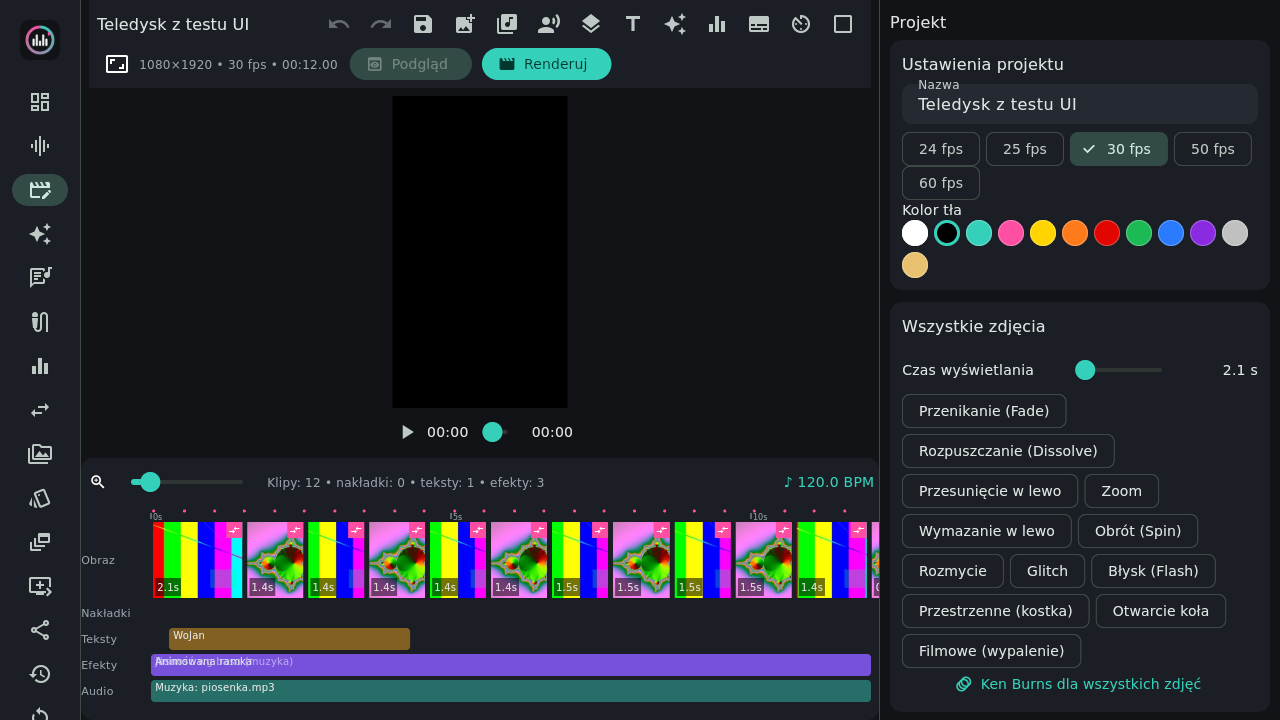 Teledysk z testu UI
1080×1920 • 30 fps • 00:12.00
Podgląd
Renderuj
00:00
00:00
Klipy: 12 • nakładki: 0 • teksty: 1 • efekty: 3
♪ 120.0 BPM
0s
5s
10s
Obraz
2.1s
1.4s
1.4s
1.4s
1.4s
1.4s
1.5s
1.5s
1.5s
1.5s
1.4s
Nakładki
Teksty
WoJan
Efekty
Animowana ramka
Audio
Muzyka: piosenka.mp3
Projekt
Ustawienia projektu
Nazwa
Teledysk z testu UI
24 fps
25 fps
30 fps
50 fps
60 fps
Kolor tła
Wszystkie zdjęcia
Czas wyświetlania
2.1 s
Przenikanie (Fade)
Rozpuszczanie (Dissolve)
Przesunięcie w lewo
Zoom
Wymazanie w lewo
Obrót (Spin)
Rozmycie
Glitch
Błysk (Flash)
Przestrzenne (kostka)
Otwarcie koła
Filmowe (wypalenie)
Ken Burns dla wszystkich zdjęć